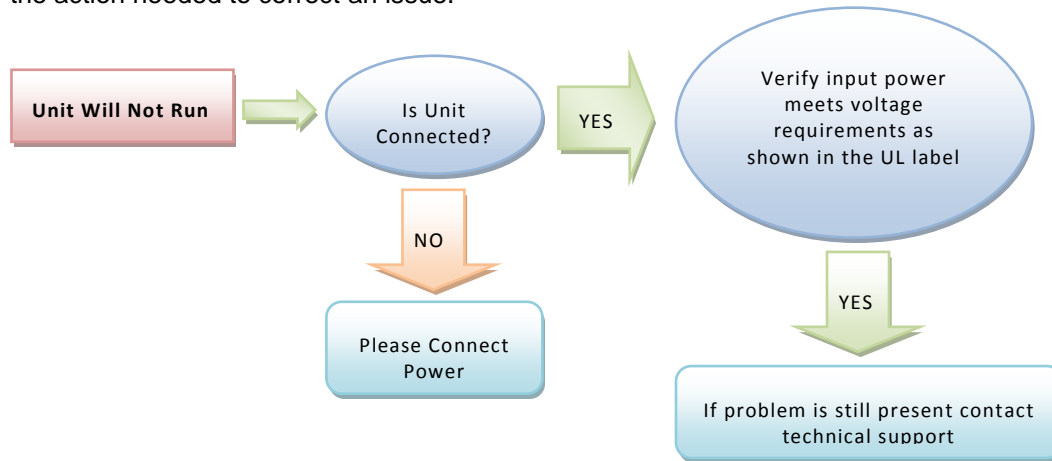 the action needed to correct an issue.
Unit Will Not Run
Is Unit
Connected?
YES
Verify input power
meets voltage
requirements as
shown in the UL label
NO
YES
Please Connect
Power
If problem is still present contact
technical support